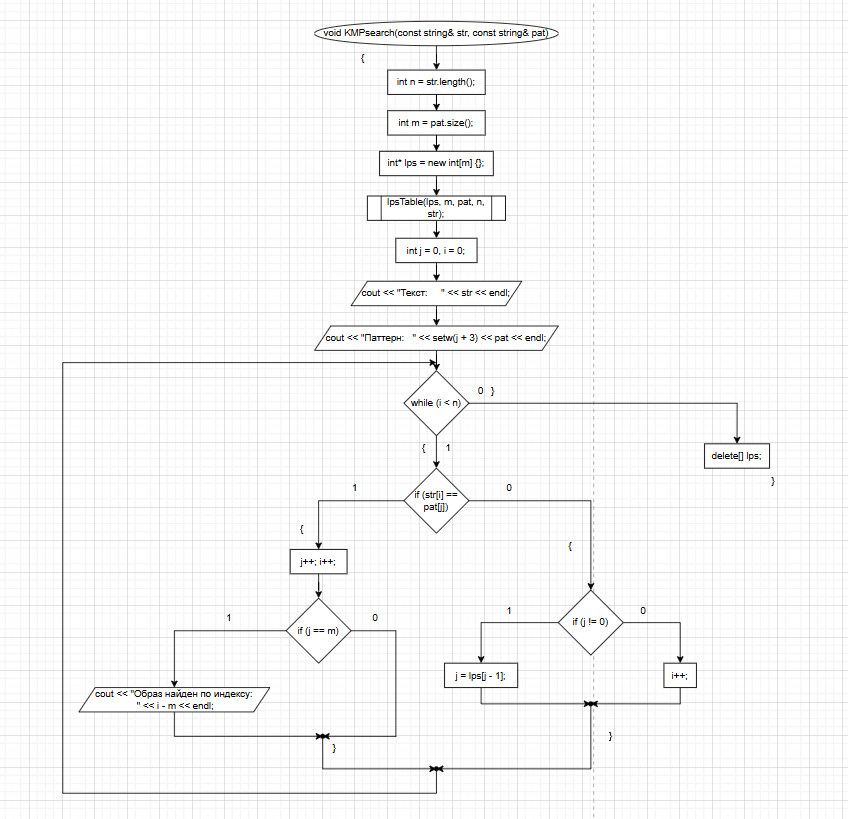 void KMPsearch(const string& str, const string& pat)
{
int n = str.length();
int m = pat.size();
int* lps = new int[m] {};
lpsTable(lps, m, pat, n,
str);
int j = 0, i = 0;
cout << "Текст: " << str << endl;
cout << "Паттерн: " << setw(j + 3) << pat << endl;
while (i < n)
0 }
delete[] lps;
}
{ 1
if (str[i] ==
pat[j])
1
0
{
j++; i++;
{
if (j == m)
1
0
cout << "Образ найден по индексу:
" << i - m << endl;
}
if (j != 0)
1
0
j = lps[j - 1];
i++;
}